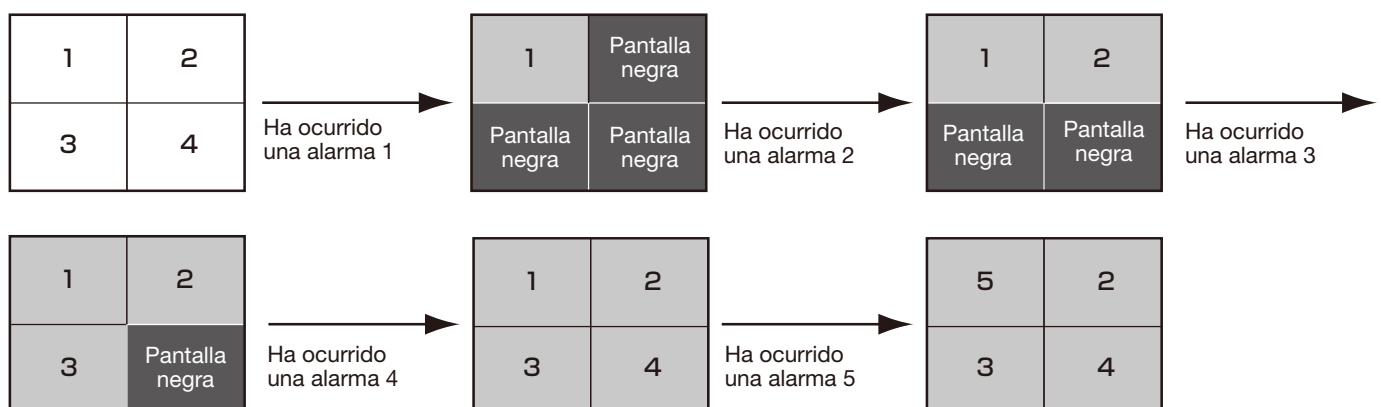 1 2
3 4
Ha ocurrido
una alarma 1
1 Pantalla
negra
Pantalla Pantalla
negra negra
Ha ocurrido
una alarma 2
1 2
Pantalla Pantalla
negra negra
Ha ocurrido
una alarma 3
1 2
3 Pantalla
negra
Ha ocurrido
una alarma 4
1 2
3 4
Ha ocurrido
una alarma 5
5 2
3 4